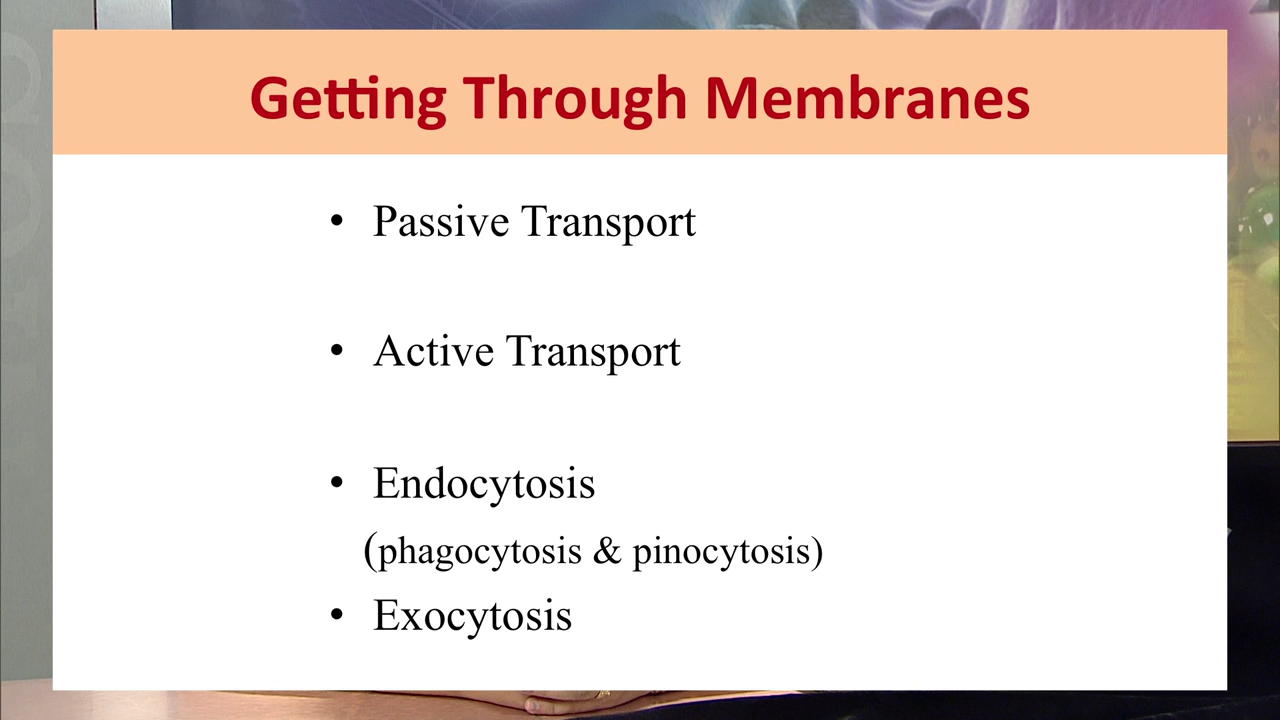 Getting Through Membranes
• Passive Transport
• Active Transport
• Endocytosis
(phagocytosis & pinocytosis)
• Exocytosis